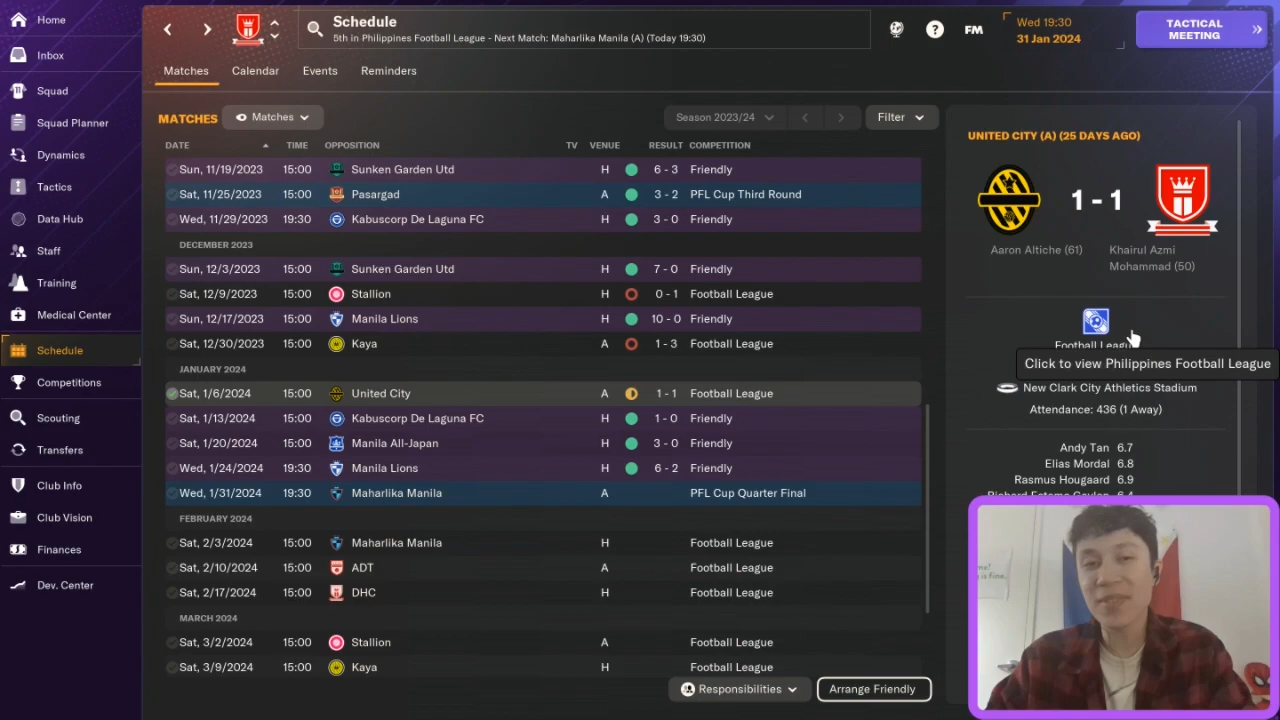 Home
Inbox
Squad
Squad Planner
Dynamics
Tactics
Data Hub
Staff
Training
Medical Center
Schedule
Competitions
Scouting
Transfers
Club Info
Club Vision
Finances
Dev. Center
Schedule
5th in Philippines Football League - Next Match: Maharlika Manila (A) (Today 19:30)
? FM
Wed 19:30
31 Jan 2024
TACTICAL
MEETING
Matches Calendar Events Reminders
MATCHES Matches Season 2023/24 Filter
DATE TIME OPPOSITION TV VENUE RESULT COMPETITION
Sun, 11/19/2023 15:00 Sunken Garden Utd H 6 - 3 Friendly
Sat, 11/25/2023 15:00 Pasargad A 3 - 2 PFL Cup Third Round
Wed, 11/29/2023 19:30 Kabuscorp De Laguna FC H 3 - 0 Friendly
DECEMBER 2023
Sun, 12/3/2023 15:00 Sunken Garden Utd H 7 - 0 Friendly
Sat, 12/9/2023 15:00 Stallion H 0 - 1 Football League
Sun, 12/17/2023 15:00 Manila Lions H 10 - 0 Friendly
Sat, 12/30/2023 15:00 Kaya A 1 - 3 Football League
JANUARY 2024
Sat, 1/6/2024 15:00 United City A 1 - 1 Football League
Sat, 1/13/2024 15:00 Kabuscorp De Laguna FC H 1 - 0 Friendly
Sat, 1/20/2024 15:00 Manila All-Japan H 3 - 0 Friendly
Wed, 1/24/2024 19:30 Manila Lions H 6 - 2 Friendly
Wed, 1/31/2024 19:30 Maharlika Manila A PFL Cup Quarter Final
FEBRUARY 2024
Sat, 2/3/2024 15:00 Maharlika Manila H Football League
Sat, 2/10/2024 15:00 ADT A Football League
Sat, 2/17/2024 15:00 DHC H Football League
MARCH 2024
Sat, 3/2/2024 15:00 Stallion A Football League
Sat, 3/9/2024 15:00 Kaya H Football League
Responsibilities Arrange Friendly
UNITED CITY (A) (25 DAYS AGO)
1 - 1
Aaron Altiche (61)
Khairul Azmi
Mohammad (50)
Football League
Click to view Philippines Football League
New Clark City Athletics Stadium
Attendance: 436 (1 Away)
Andy Tan 6.7
Elias Mordal 6.8
Rasmus Hougaard 6.9
is fine.